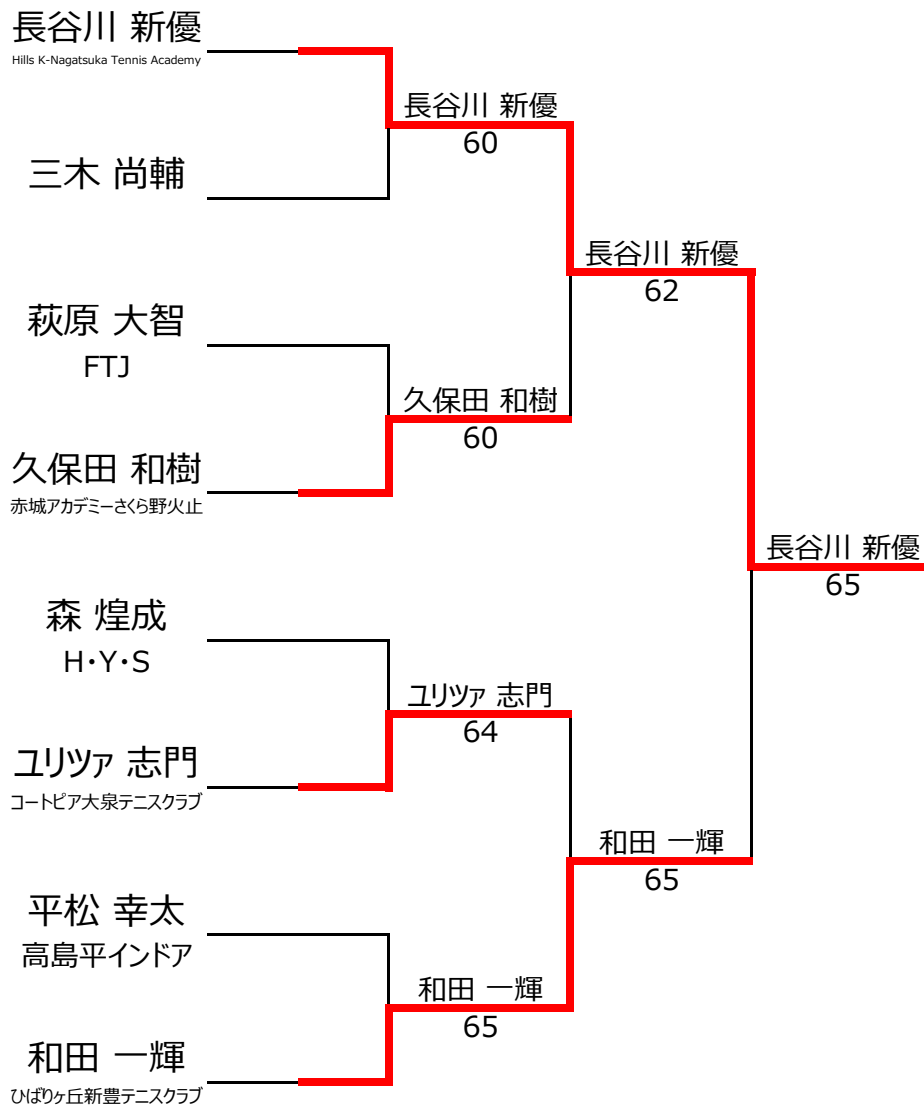 長谷川 新優
Hills K-Nagatsuka Tennis Academy
長谷川 新優
60
三木 尚輔
長谷川 新優
62
萩原 大智
FTJ
久保田 和樹
60
久保田 和樹
赤城アカデミーさくら野火止
長谷川 新優
65
森 煌成
H・Y・S
ユリツァ 志門
64
ユリツァ 志門
コートピア大泉テニスクラブ
和田 一輝
65
平松 幸太
高島平インドア
和田 一輝
65
和田 一輝
ひばりヶ丘新豊テニスクラブ